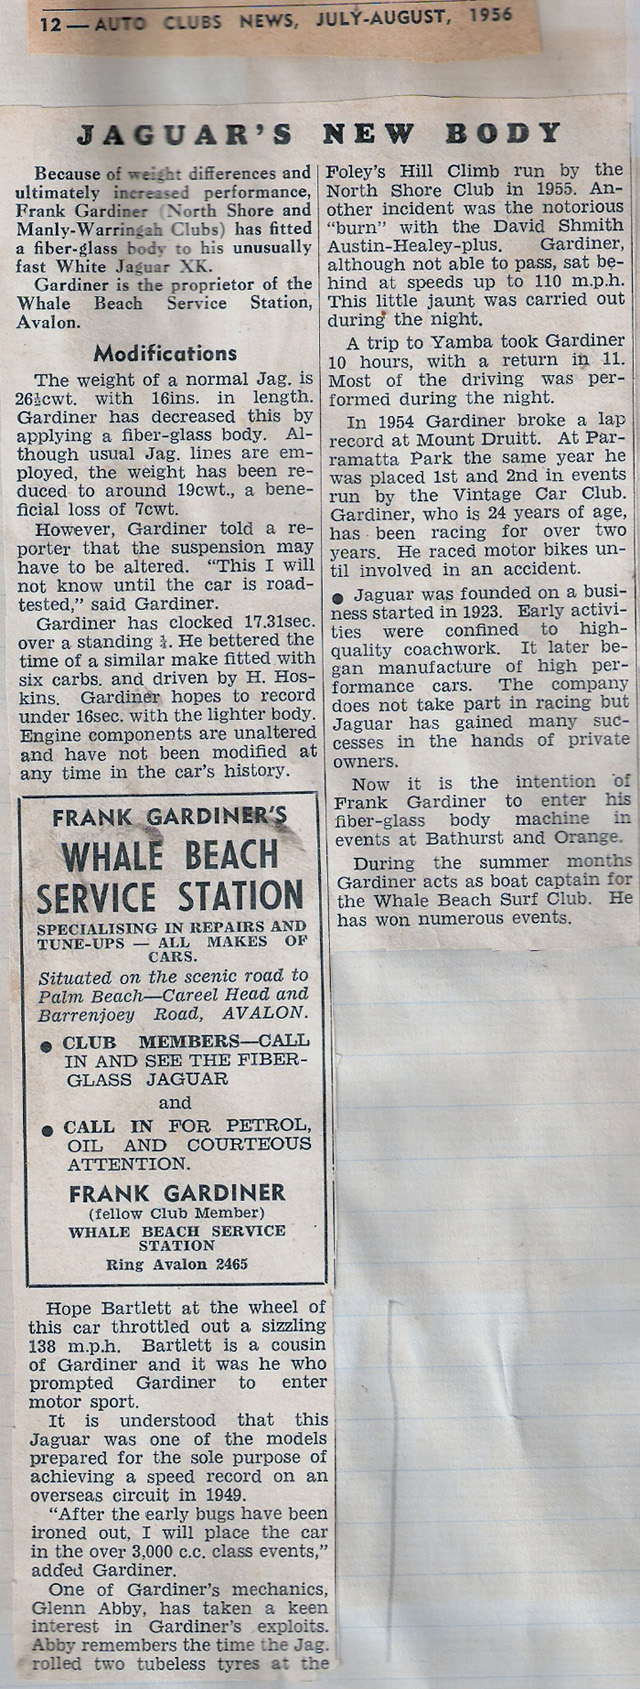 12 — AUTO CLUBS NEWS, JULY-AUGUST, 1956
JAGUAR'S NEW BODY
Because of weight differences and
ultimately increased performance,
Frank Gardiner (North Shore and
Manly-Warringah Clubs) has fitted
a fiber-glass body to his unusually
fast White Jaguar XK.
Gardiner is the proprietor of the
Whale Beach Service Station,
Avalon.
Modifications
The weight of a normal Jag. is
26½cwt. with 16ins. in length.
Gardiner has decreased this by
applying a fiber-glass body. Al-
though usual Jag. lines are em-
ployed, the weight has been re-
duced to around 19cwt., a bene-
ficial loss of 7cwt.
However, Gardiner told a re-
porter that the suspension may
have to be altered. "This I will
not know until the car is road-
tested," said Gardiner.
Gardiner has clocked 17.31sec.
over a standing ¼. He bettered the
time of a similar make fitted with
six carbs. and driven by H. Hos-
kins. Gardiner hopes to record
under 16sec. with the lighter body.
Engine components are unaltered
and have not been modified at
any time in the car's history.
FRANK GARDINER'S
WHALE BEACH
SERVICE STATION
SPECIALISING IN REPAIRS AND
TUNE-UPS — ALL MAKES OF
CARS.
Situated on the scenic road to
Palm Beach—Careel Head and
Barrenjoey Road, AVALON.
● CLUB MEMBERS—CALL
IN AND SEE THE FIBER-
GLASS JAGUAR
and
● CALL IN FOR PETROL,
OIL AND COURTEOUS
ATTENTION.
FRANK GARDINER
(fellow Club Member)
WHALE BEACH SERVICE
STATION
Ring Avalon 2465
Hope Bartlett at the wheel of
this car throttled out a sizzling
138 m.p.h. Bartlett is a cousin
of Gardiner and it was he who
prompted Gardiner to enter
motor sport.
It is understood that this
Jaguar was one of the models
prepared for the sole purpose of
achieving a speed record on an
overseas circuit in 1949.
"After the early bugs have been
ironed out, I will place the car
in the over 3,000 c.c. class events,"
added Gardiner.
One of Gardiner's mechanics,
Glenn Abby, has taken a keen
interest in Gardiner's exploits.
Abby remembers the time the Jag.
rolled two tubeless tyres at the
Foley's Hill Climb run by the
North Shore Club in 1955. An-
other incident was the notorious
"burn" with the David Shmith
Austin-Healey-plus. Gardiner,
although not able to pass, sat be-
hind at speeds up to 110 m.p.h.
This little jaunt was carried out
during the night.
A trip to Yamba took Gardiner
10 hours, with a return in 11.
Most of the driving was per-
formed during the night.
In 1954 Gardiner broke a lap
record at Mount Druitt. At Par-
ramatta Park the same year he
was placed 1st and 2nd in events
run by the Vintage Car Club.
Gardiner, who is 24 years of age,
has been racing for over two
years. He raced motor bikes un-
til involved in an accident.
● Jaguar was founded on a busi-
ness started in 1923. Early activi-
ties were confined to high-
quality coachwork. It later be-
gan manufacture of high per-
formance cars. The company
does not take part in racing but
Jaguar has gained many suc-
cesses in the hands of private
owners.
Now it is the intention of
Frank Gardiner to enter his
fiber-glass body machine in
events at Bathurst and Orange.
During the summer months
Gardiner acts as boat captain for
the Whale Beach Surf Club. He
has won numerous events.